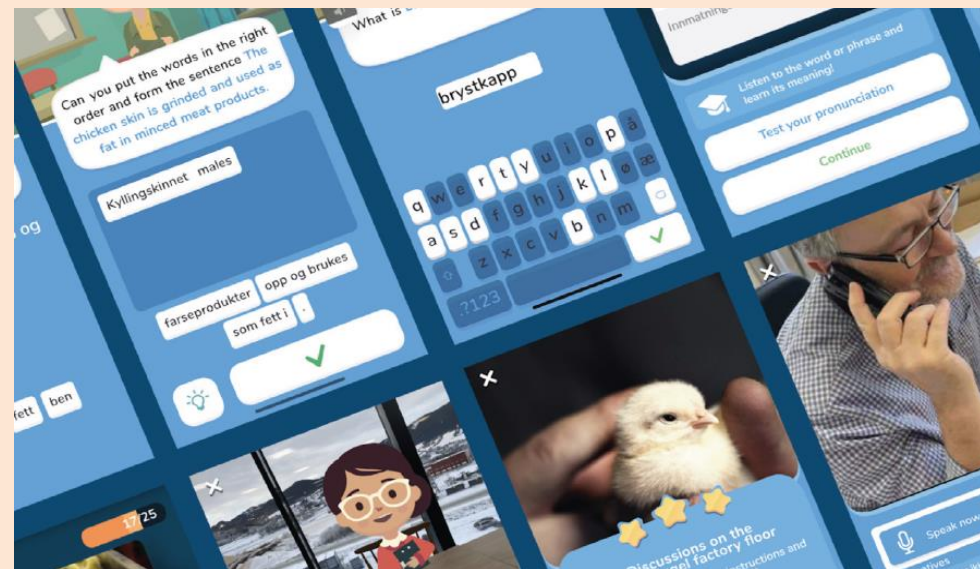 Can you put the words in the right
order and form the sentence The
chicken skin is grinded and used as
fat in minced meat products.
Kyllingskinnet males
farseprodukter opp og brukes
som fett i .
og
fett ben
17/25
What is
brystkapp
q w e r t y u i o p å
a s d f g h j k l ø æ
z x c v b n m
.?123
Innmatning
Listen to the word or phrase and
learn its meaning!
Test your pronunciation
Continue
Discussions on the
gel factory floor
instructions and
Speak now